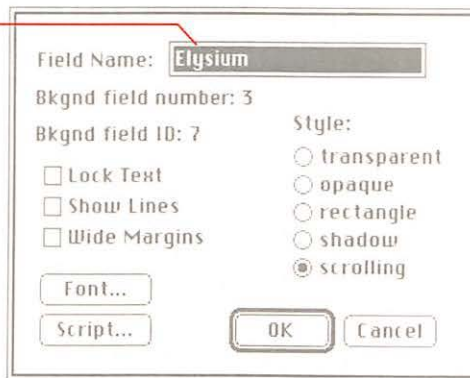 Field Name: Elysium
Bkgnd field number: 3
Bkgnd field ID: 7
Style:
transparent
Lock Text
opaque
Show Lines
rectangle
Wide Margins
shadow
scrolling
Font...
Script...
OK
Cancel